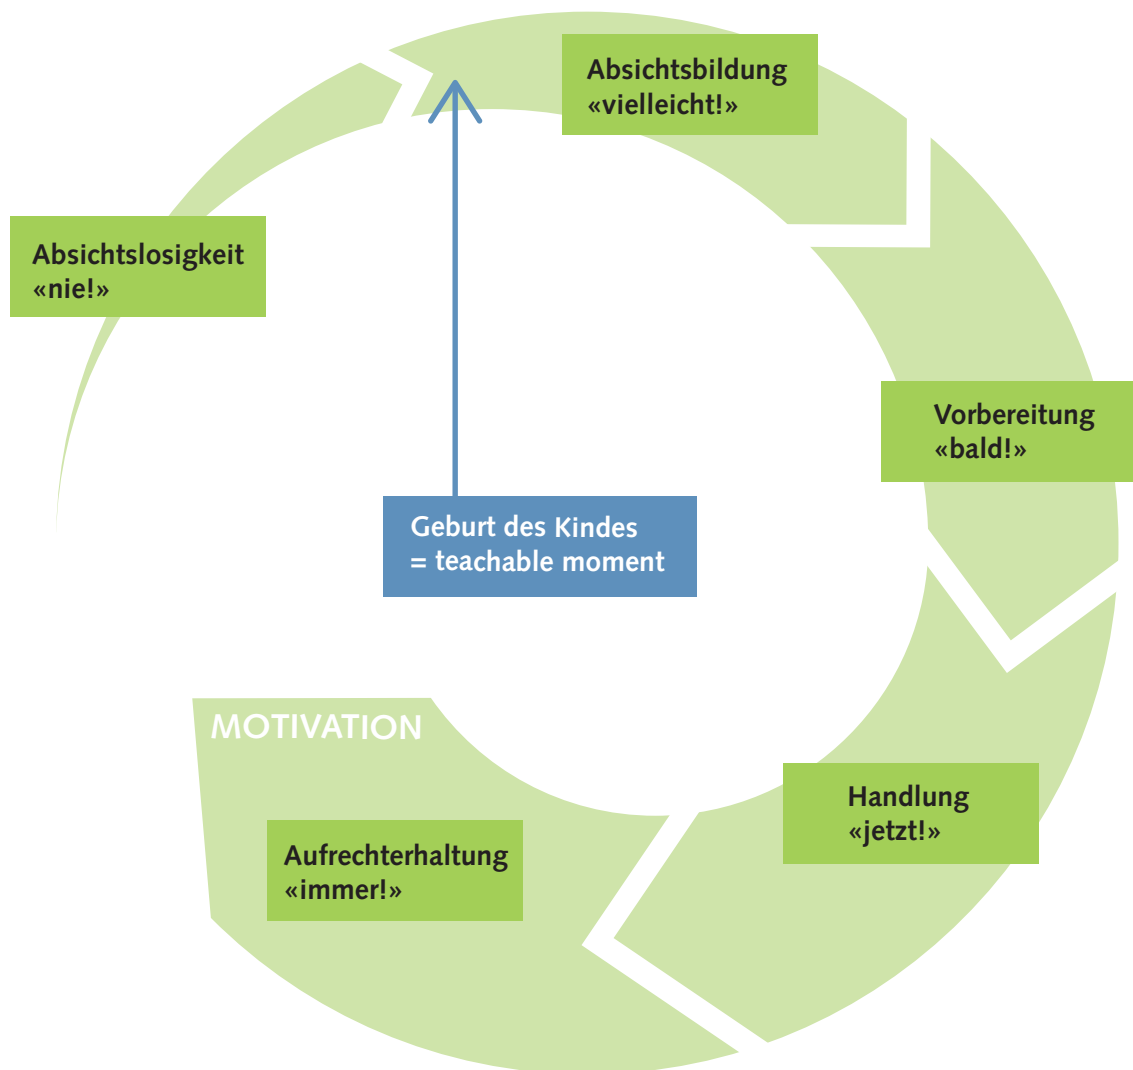 Absichtsbildung
«vielleicht!»
Absichtslosigkeit
«nie!»
Vorbereitung
«bald!»
Geburt des Kindes
= teachable moment
MOTIVATION
Handlung
«jetzt!»
Aufrechterhaltung
«immer!»